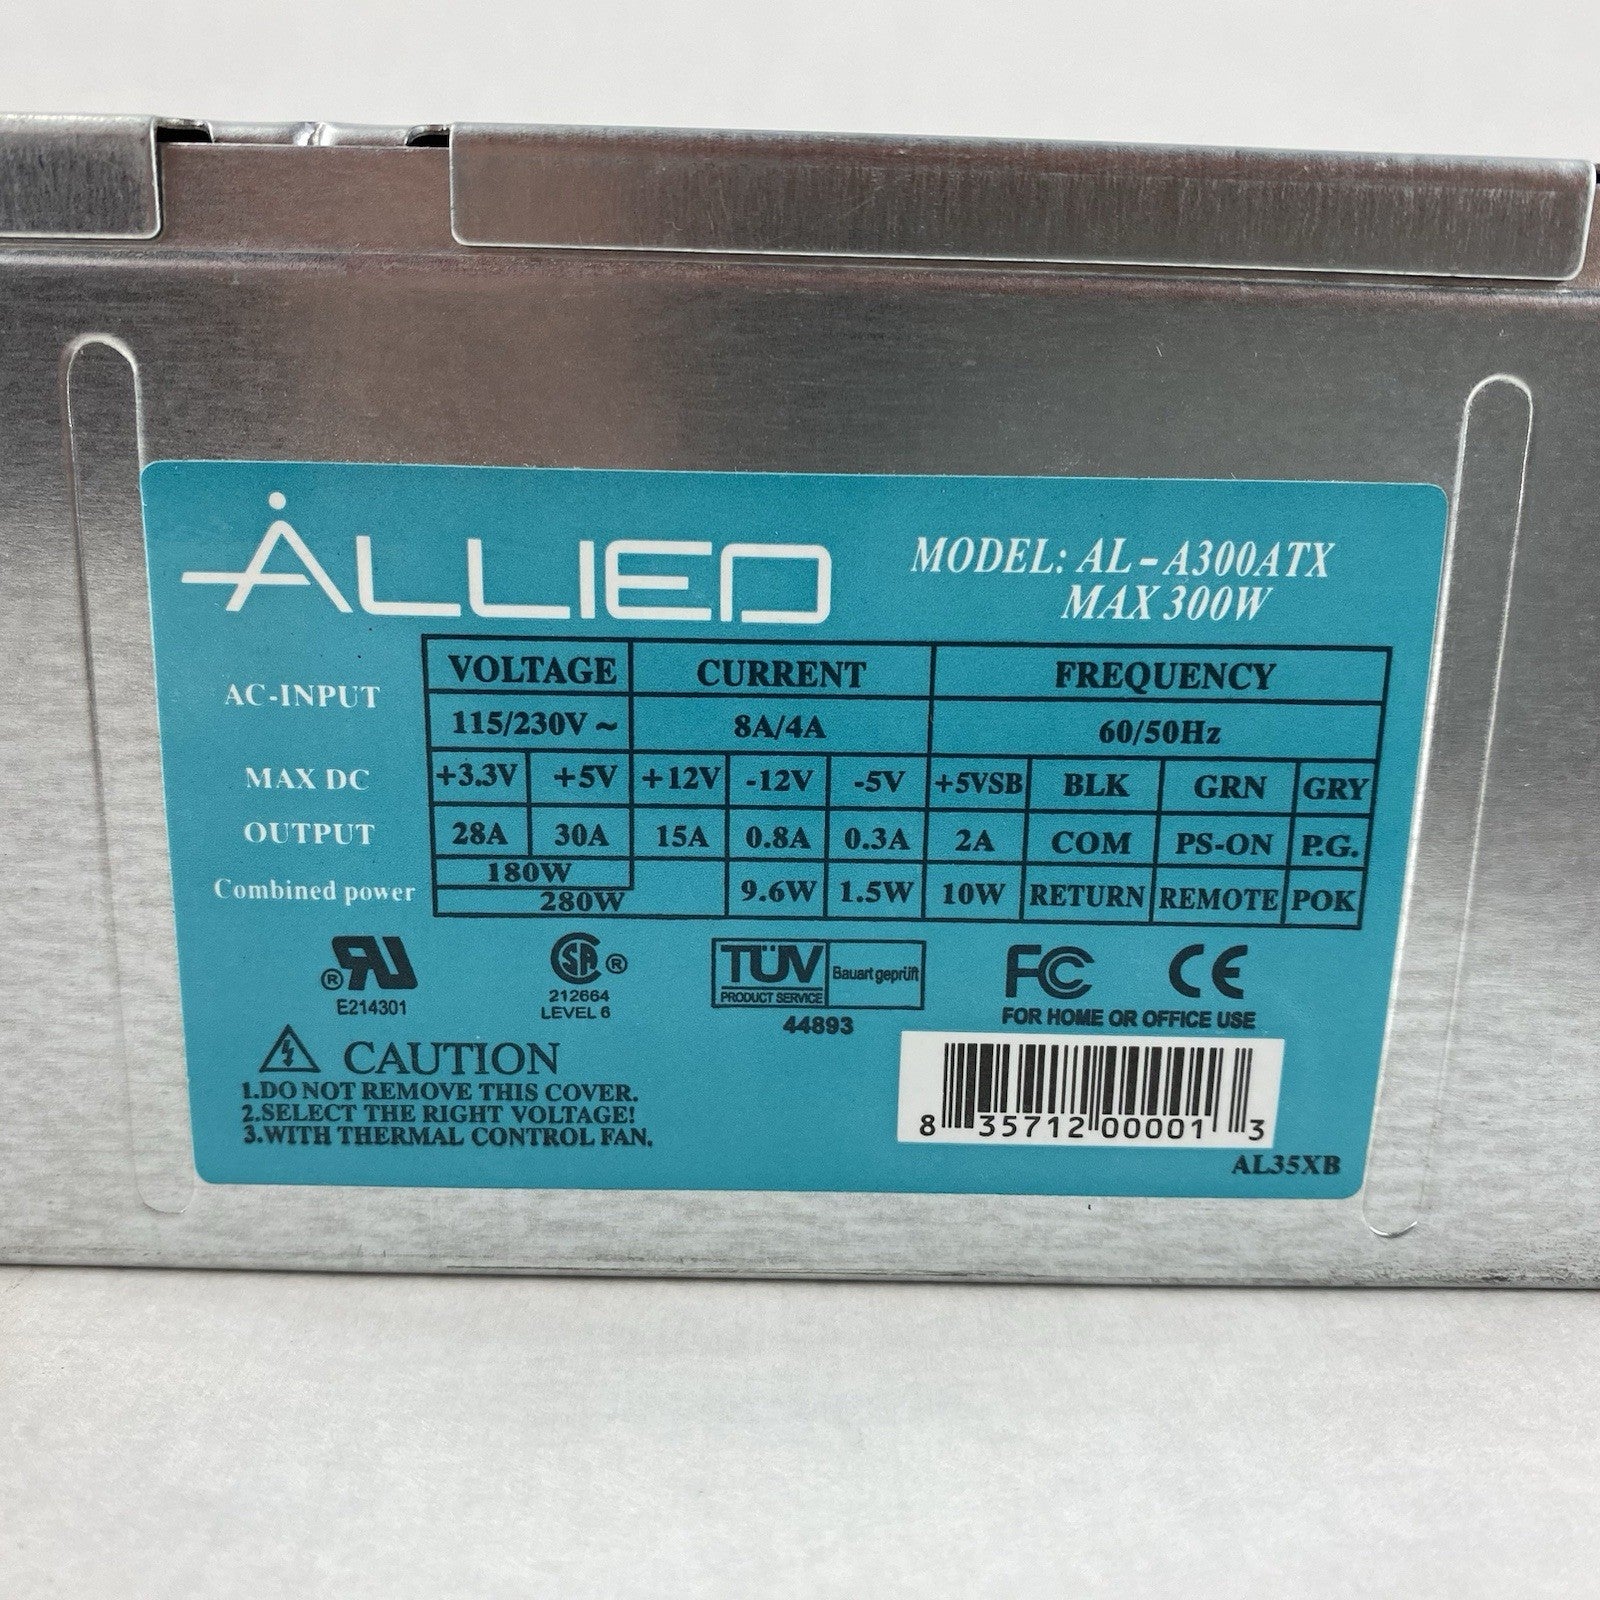 ALLIED
MODEL: AL-A300ATX
MAX 300W
VOLTAGE CURRENT FREQUENCY
AC-INPUT 115/230V~ 8A/4A 60/50Hz
MAX DC +3.3V +5V +12V -12V -5V +5VSB BLK GRN GRY
OUTPUT 28A 30A 15A 0.8A 0.3A 2A COM PS-ON P.G.
Combined power 180W 9.6W 1.5W 10W RETURN REMOTE POK
280W
E214301
SA
212664
LEVEL 6
TÜV
PRODUCT SERVICE
Bauart geprüft
44893
FC CE
FOR HOME OR OFFICE USE
CAUTION
1.DO NOT REMOVE THIS COVER.
2.SELECT THE RIGHT VOLTAGE!
3.WITH THERMAL CONTROL FAN.
8 35712 00001 3
AL35XB